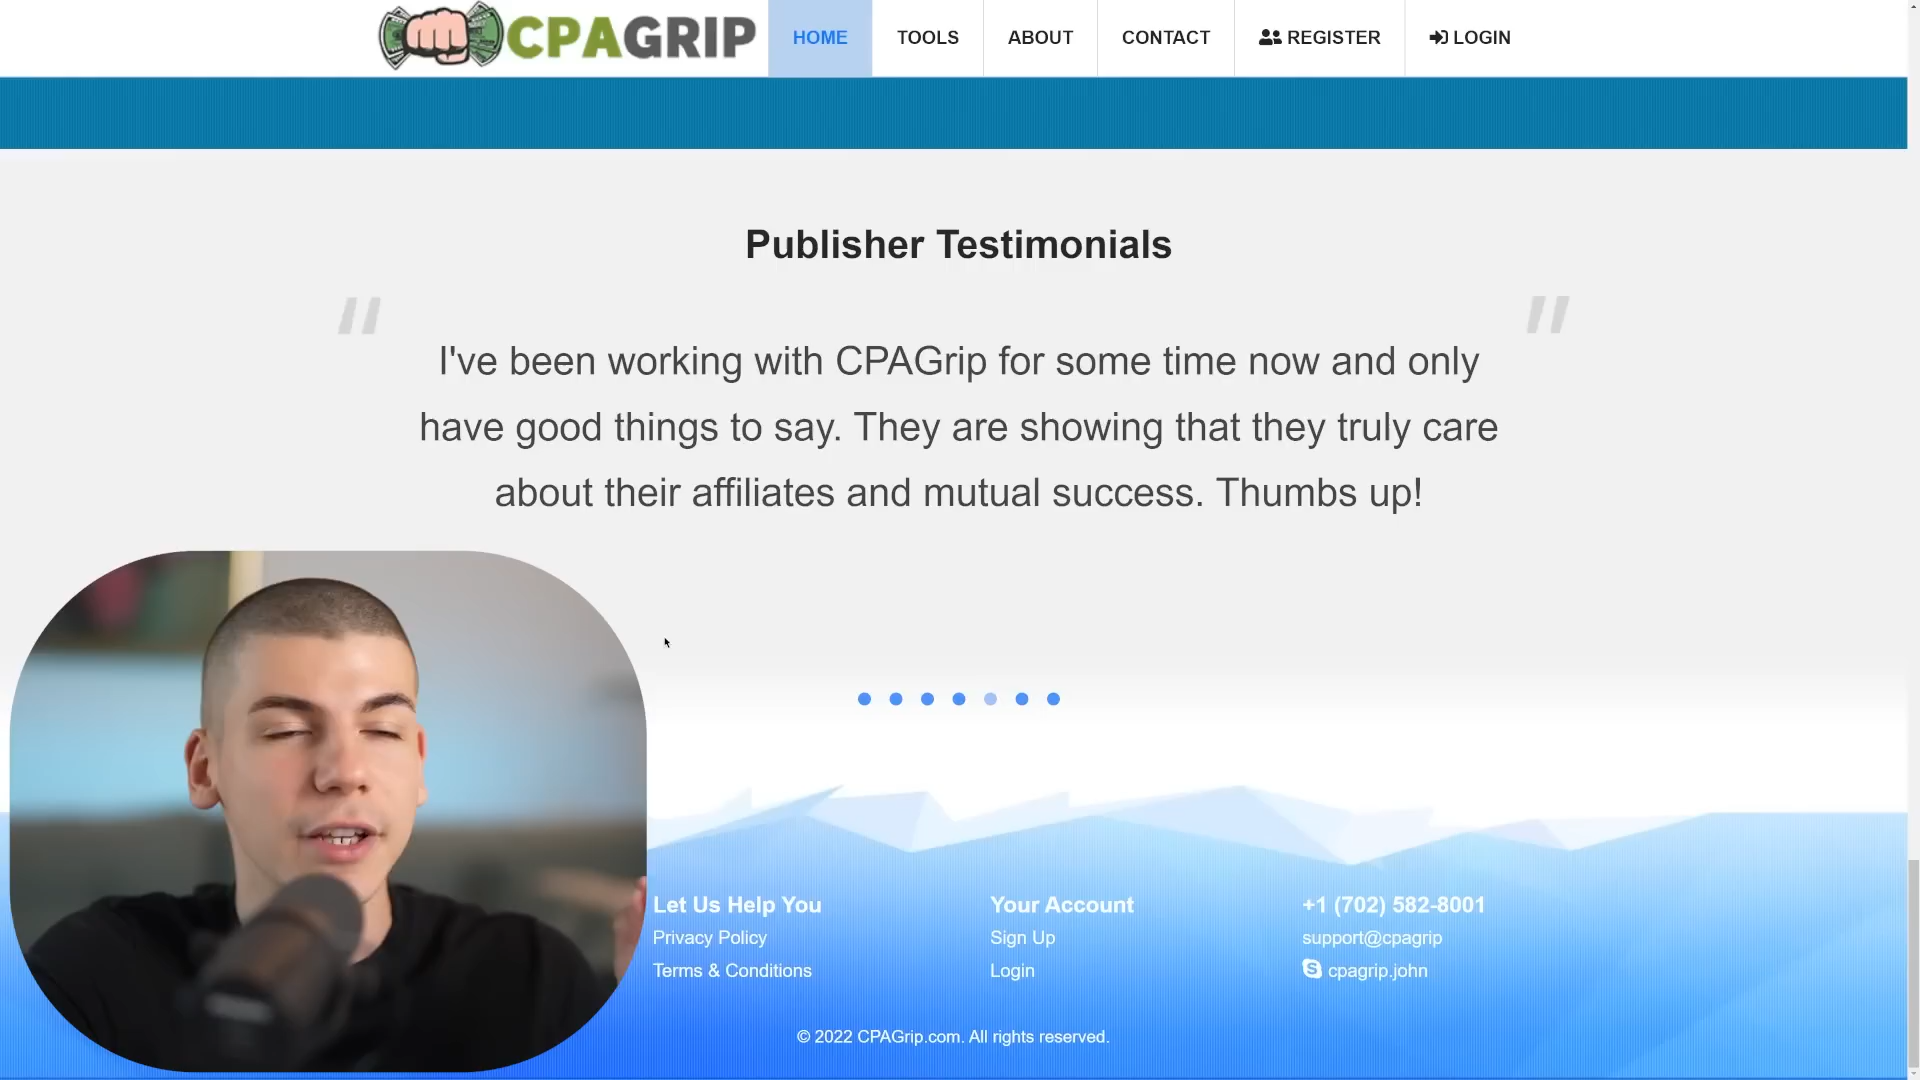 CPAGRIP
HOME
TOOLS
ABOUT
CONTACT
REGISTER
LOGIN
Publisher Testimonials
"
"
I've been working with CPAGrip for some time now and only
have good things to say. They are showing that they truly care
about their affiliates and mutual success. Thumbs up!
Let Us Help You
Privacy Policy
Terms & Conditions
Your Account
Sign Up
Login
+1 (702) 582-8001
support@cpagrip
cpagrip.john
© 2022 CPAGrip.com. All rights reserved.